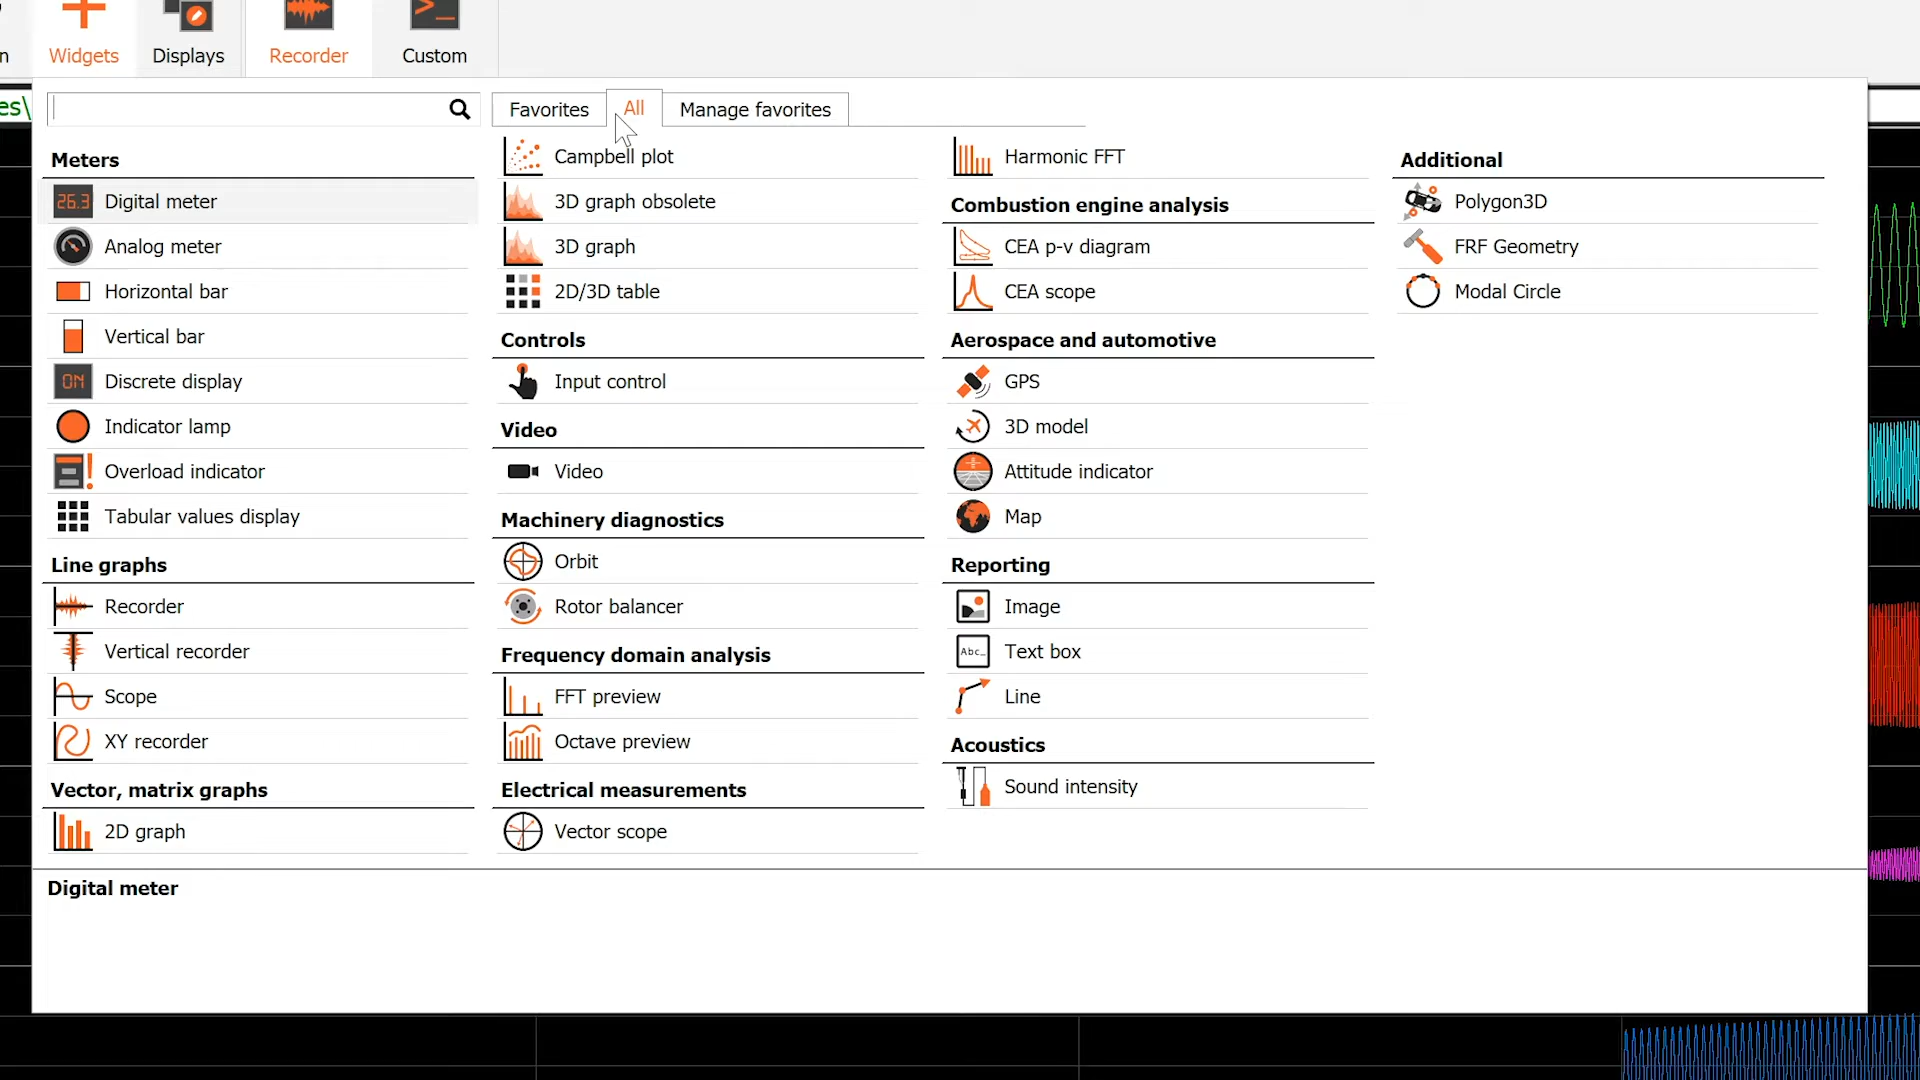 n
Widgets
Displays
Recorder
Custom
es\
Favorites
All
Manage favorites
Meters
26.3
Digital meter
Analog meter
Horizontal bar
Vertical bar
ON
Discrete display
Indicator lamp
Overload indicator
Tabular values display
Line graphs
Recorder
Vertical recorder
Scope
XY recorder
Vector, matrix graphs
2D graph
Campbell plot
3D graph obsolete
3D graph
2D/3D table
Controls
Input control
Video
Video
Machinery diagnostics
Orbit
Rotor balancer
Frequency domain analysis
FFT preview
Octave preview
Electrical measurements
Vector scope
Harmonic FFT
Combustion engine analysis
CEA p-v diagram
CEA scope
Aerospace and automotive
GPS
3D model
Attitude indicator
Map
Reporting
Image
Abc_
Text box
Line
Acoustics
Sound intensity
Additional
Polygon3D
FRF Geometry
Modal Circle
Digital meter